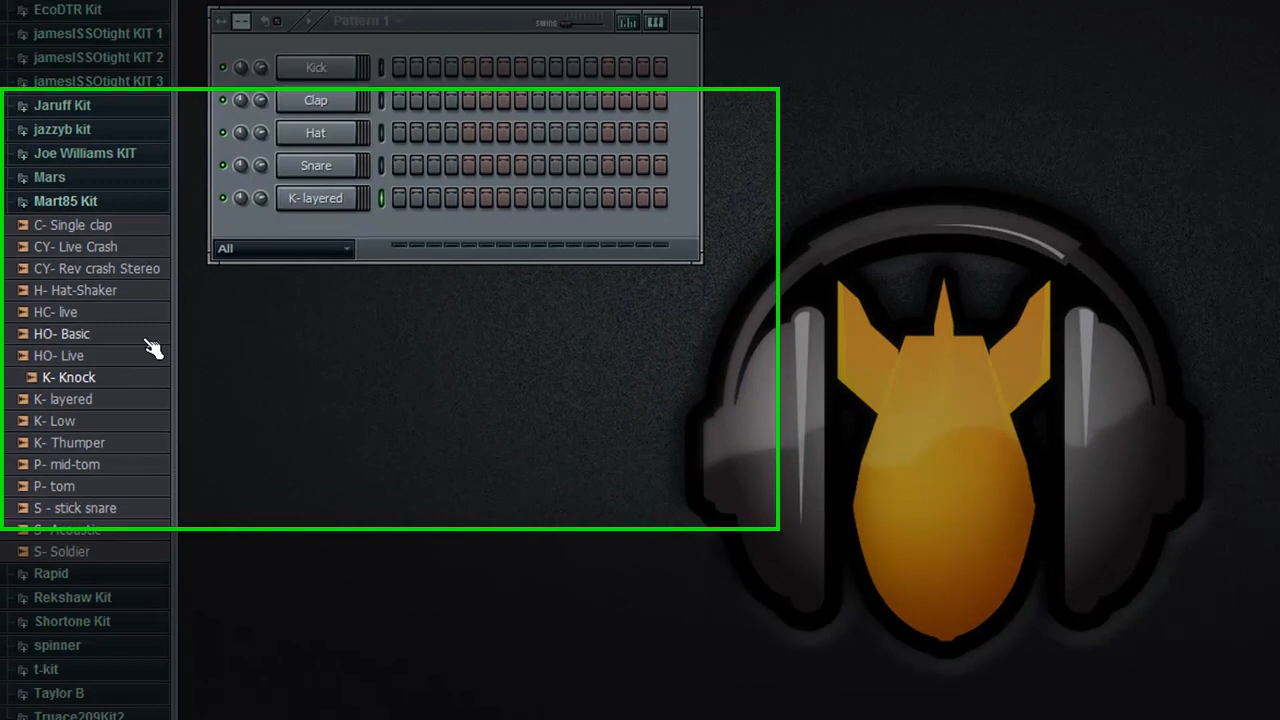 EcoDTR Kit
jamesISSOtight KIT 1
jamesISSOtight KIT 2
jamesISSOtight KIT 3
Jaruff Kit
jazzyb kit
Joe Williams KIT
Mars
Mart85 Kit
C- Single clap
CY- Live Crash
CY- Rev crash Stereo
H- Hat-Shaker
HC- live
HO- Basic
HO- Live
K- Knock
K- layered
K- Low
K- Thumper
P- mid-tom
P- tom
S - stick snare
S- Acoustic
S- Soldier
Rapid
Rekshaw Kit
Shortone Kit
spinner
t-kit
Taylor B
Truace209Kit2
Pattern 1
SWING
Kick
Clap
Hat
Snare
K- layered
All